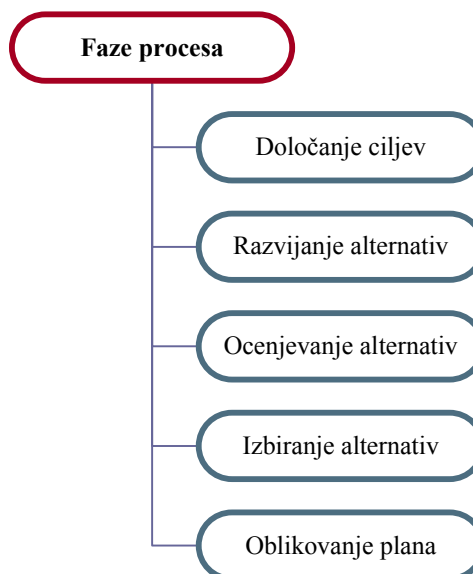 Faze procesa
Določanje ciljev
Razvijanje alternativ
Ocenjevanje alternativ
Izbiranje alternativ
Oblikovanje plana